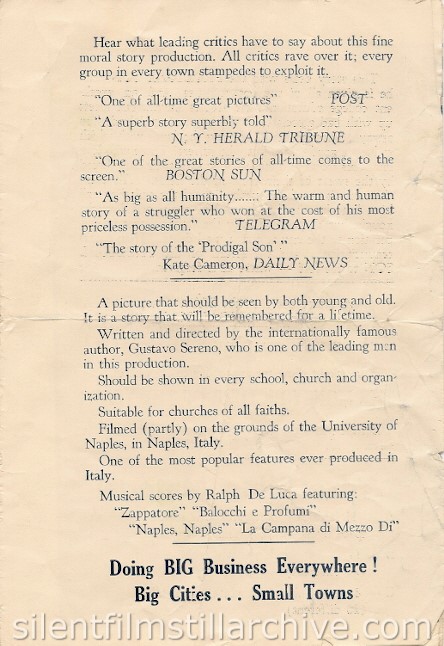 Hear what leading critics have to say about this fine
moral story production. All critics rave over it; every
group in every town stampedes to exploit it.
"One of all-time great pictures" POST
"A superb story superbly told"
N. Y. HERALD TRIBUNE
"One of the great stories of all-time comes to the
screen." BOSTON SUN
"As big as all humanity....... The warm and human
story of a struggler who won at the cost of his most
priceless possession." TELEGRAM
"The story of the 'Prodigal Son'"
Kate Cameron, DAILY NEWS
A picture that should be seen by both young and old.
It is a story that will be remembered for a lifetime.
Written and directed by the internationally famous
author, Gustavo Sereno, who is one of the leading men
in this production.
Should be shown in every school, church and organ-
ization.
Suitable for churches of all faiths.
Filmed (partly) on the grounds of the University of
Naples, in Naples, Italy.
One of the most popular features ever produced in
Italy.
Musical scores by Ralph De Luca featuring:
"Zappatore" "Balocchi e Profumi"
"Naples, Naples" "La Campana di Mezzo Di"
Doing BIG Business Everywhere!
Big Cities... Small Towns
silentfilmstillarchive.com